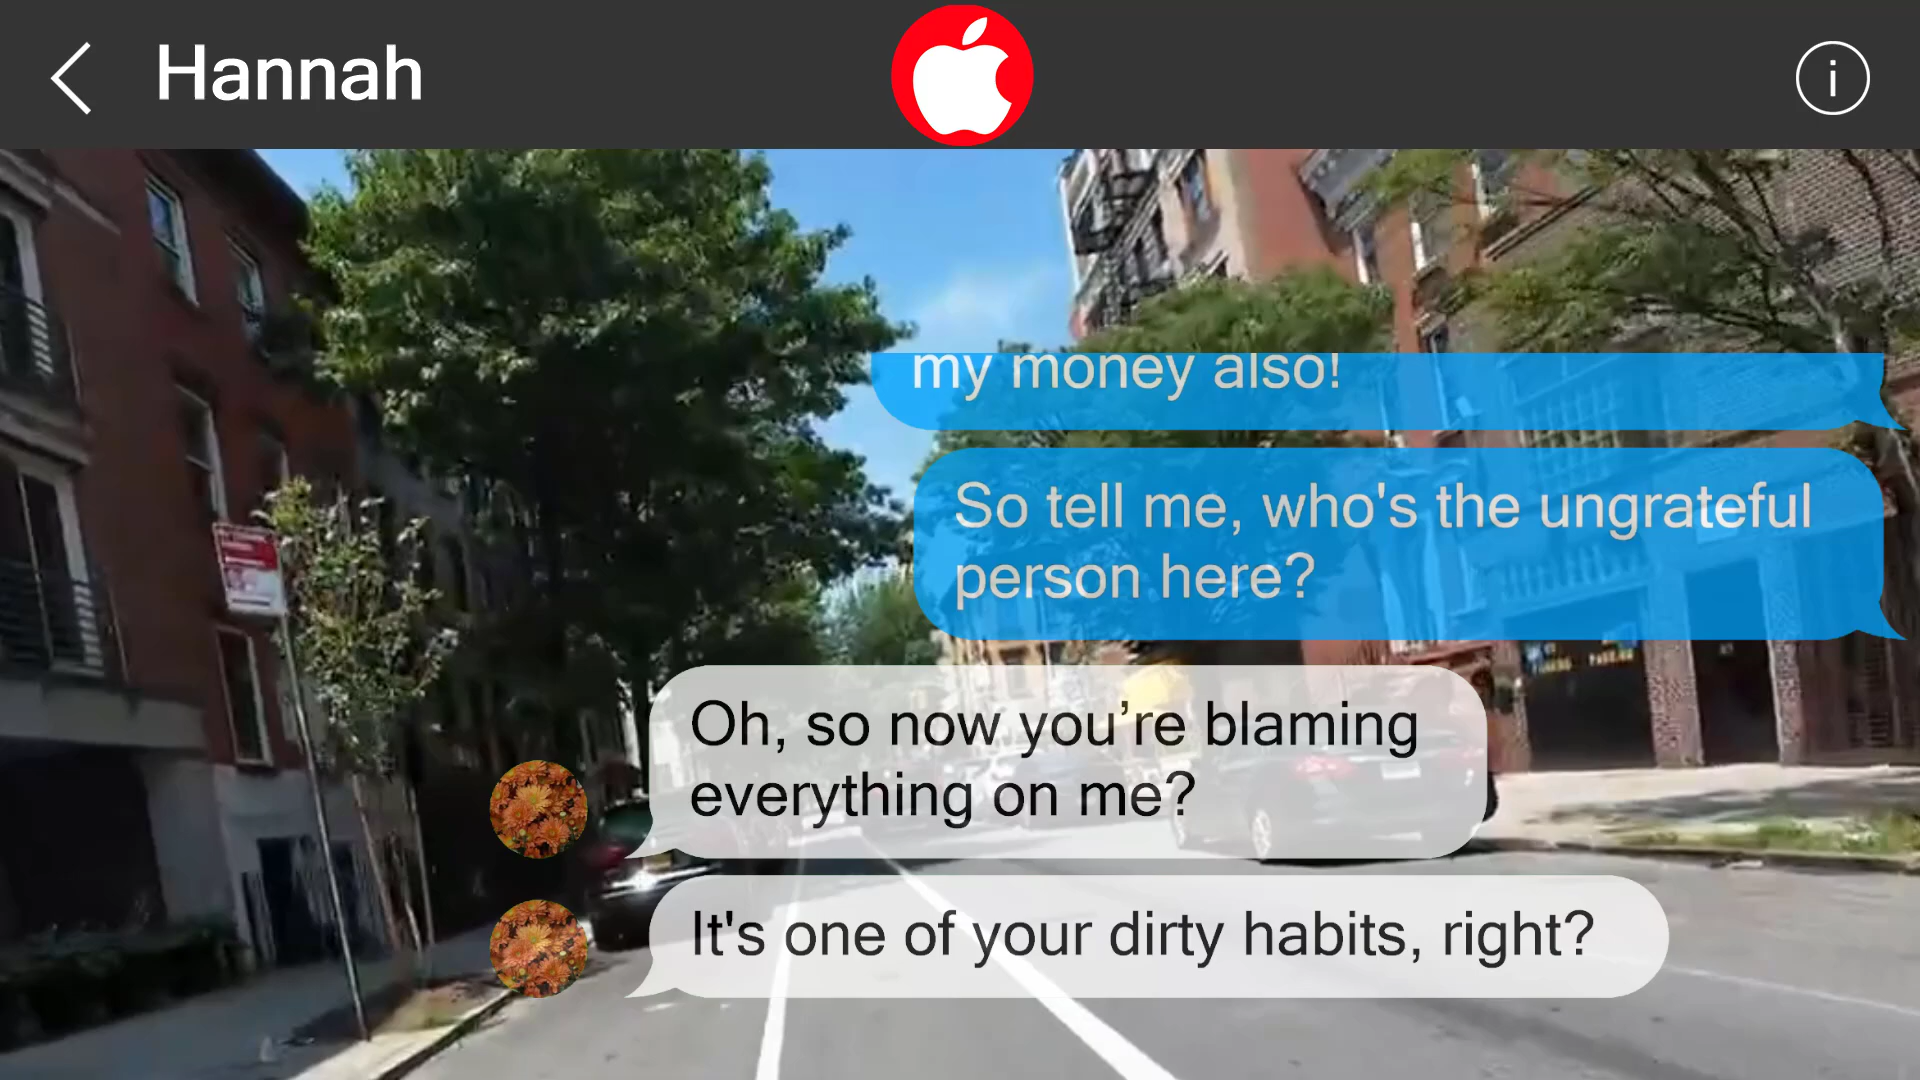 Hannah
my money also!
So tell me, who's the ungrateful
person here?
Oh, so now you’re blaming
everything on me?
It's one of your dirty habits, right?